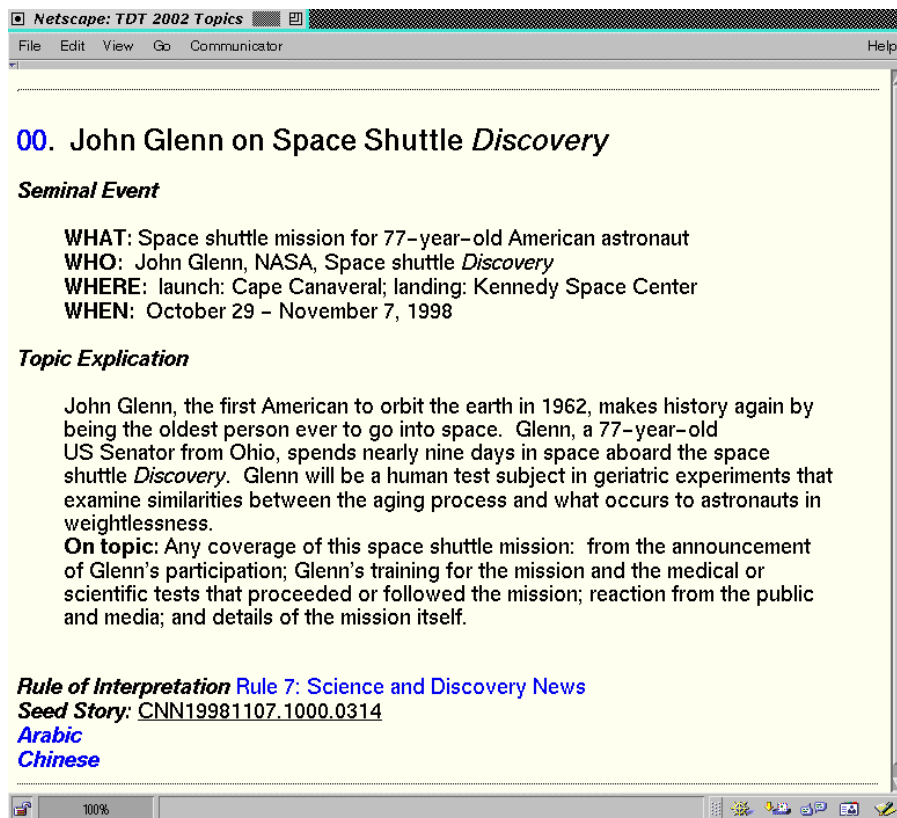 Netscape: TDT 2002 Topics
File Edit View Go Communicator Help
00. John Glenn on Space Shuttle Discovery
Seminal Event
WHAT: Space shuttle mission for 77-year-old American astronaut
WHO: John Glenn, NASA, Space shuttle Discovery
WHERE: launch: Cape Canaveral; landing: Kennedy Space Center
WHEN: October 29 - November 7, 1998
Topic Explication
John Glenn, the first American to orbit the earth in 1962, makes history again by
being the oldest person ever to go into space. Glenn, a 77-year-old
US Senator from Ohio, spends nearly nine days in space aboard the space
shuttle Discovery. Glenn will be a human test subject in geriatric experiments that
examine similarities between the aging process and what occurs to astronauts in
weightlessness.
On topic: Any coverage of this space shuttle mission: from the announcement
of Glenn's participation; Glenn's training for the mission and the medical or
scientific tests that proceeded or followed the mission; reaction from the public
and media; and details of the mission itself.
Rule of Interpretation Rule 7: Science and Discovery News
Seed Story: CNN19981107.1000.0314
Arabic
Chinese
100%